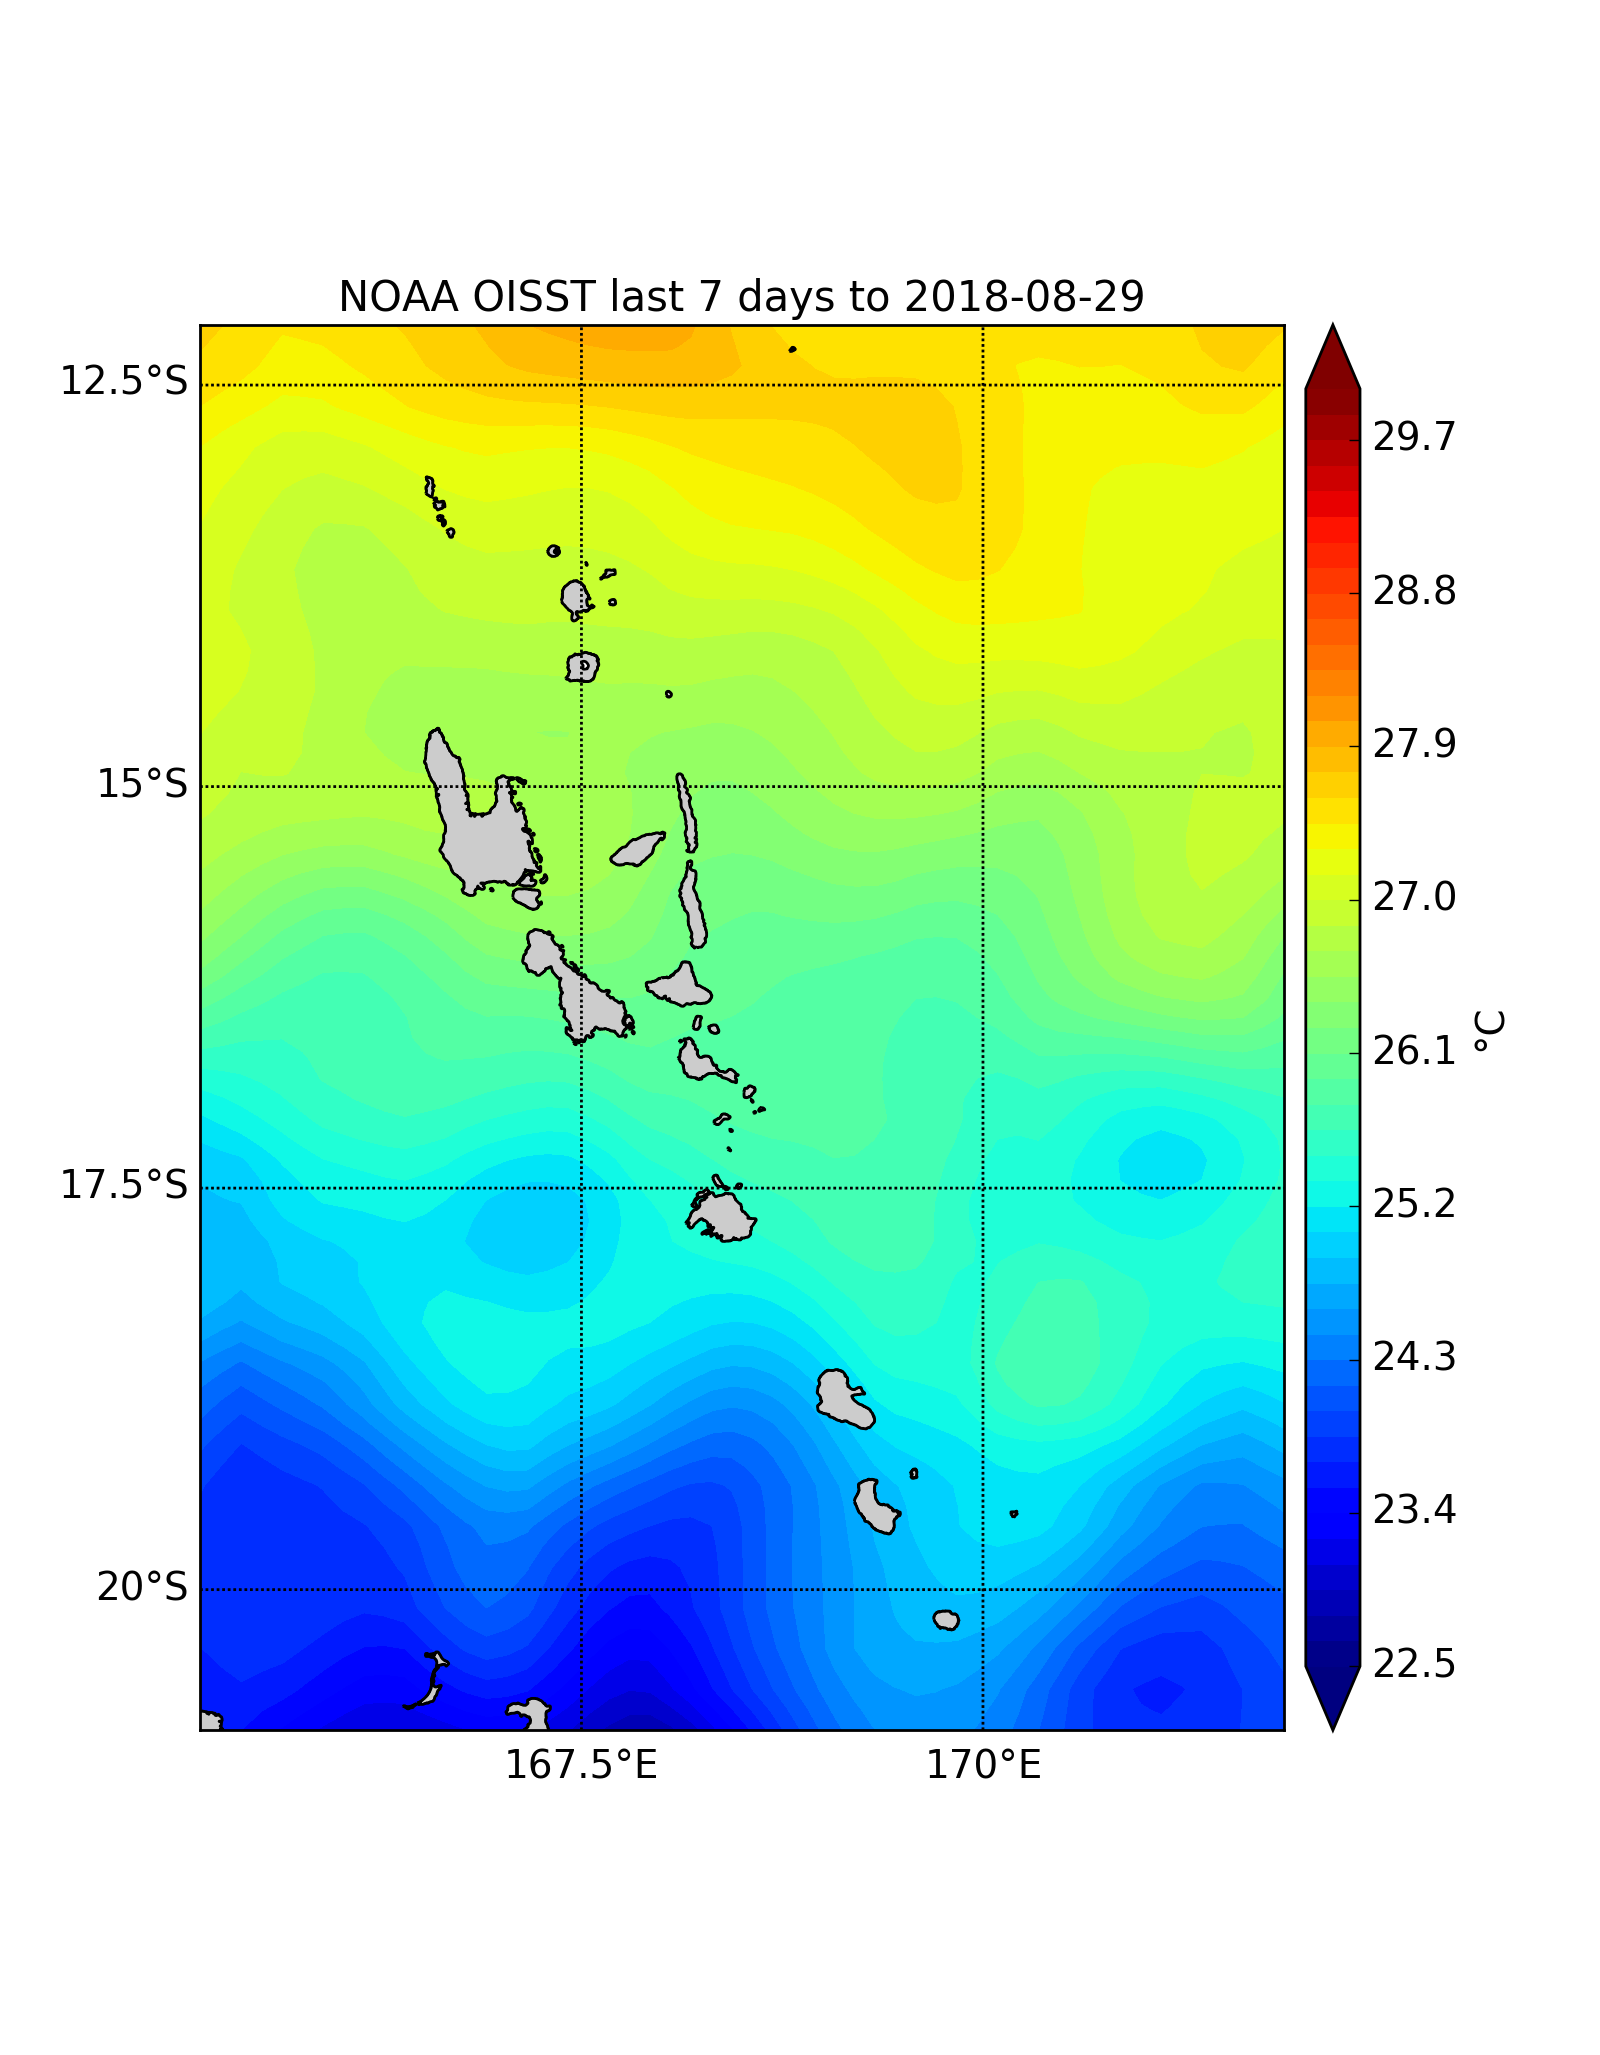 NOAA OISST last 7 days to 2018-08-29
12.5°S
15°S
17.5°S
20°S
167.5°E
170°E
29.7
28.8
27.9
27.0
26.1
25.2
24.3
23.4
22.5
°C